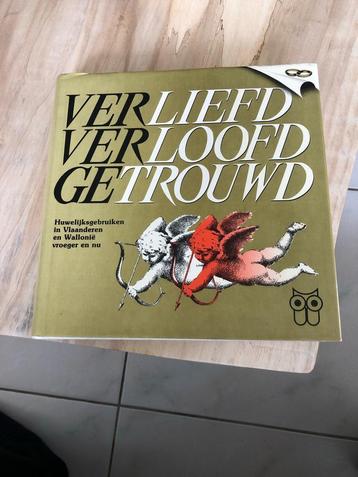 VERLIEFD
VERLOOFD
GETROUWD
Huwelijksgebruiken
in Vlaanderen
en Wallonië
vroeger en nu